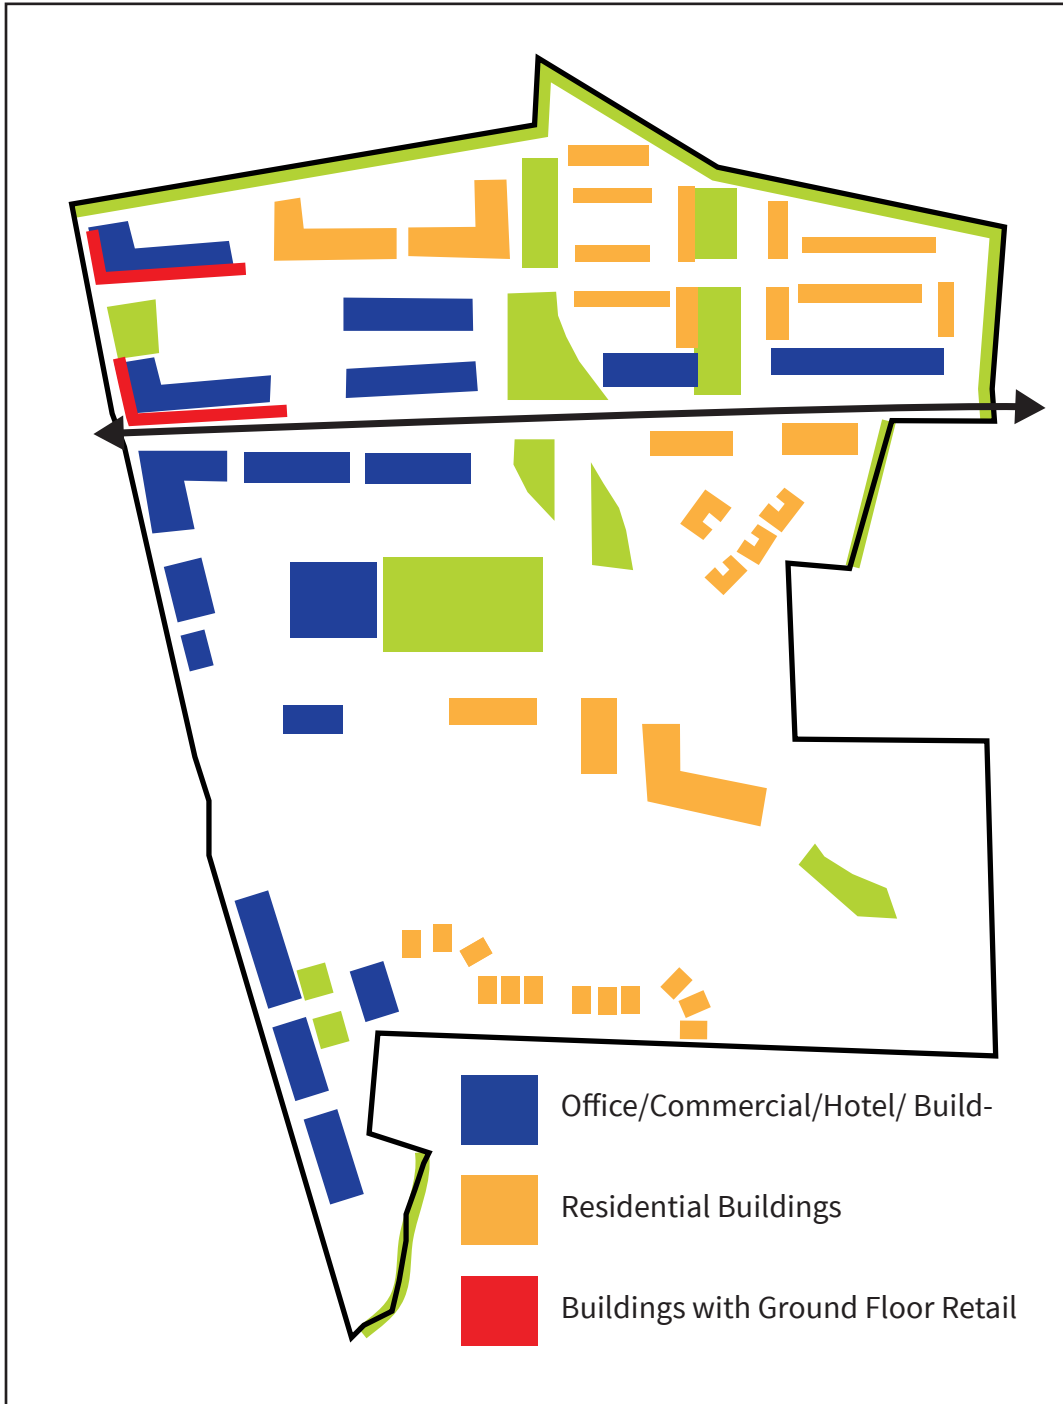 Office/Commercial/Hotel/ Build-
Residential Buildings
Buildings with Ground Floor Retail